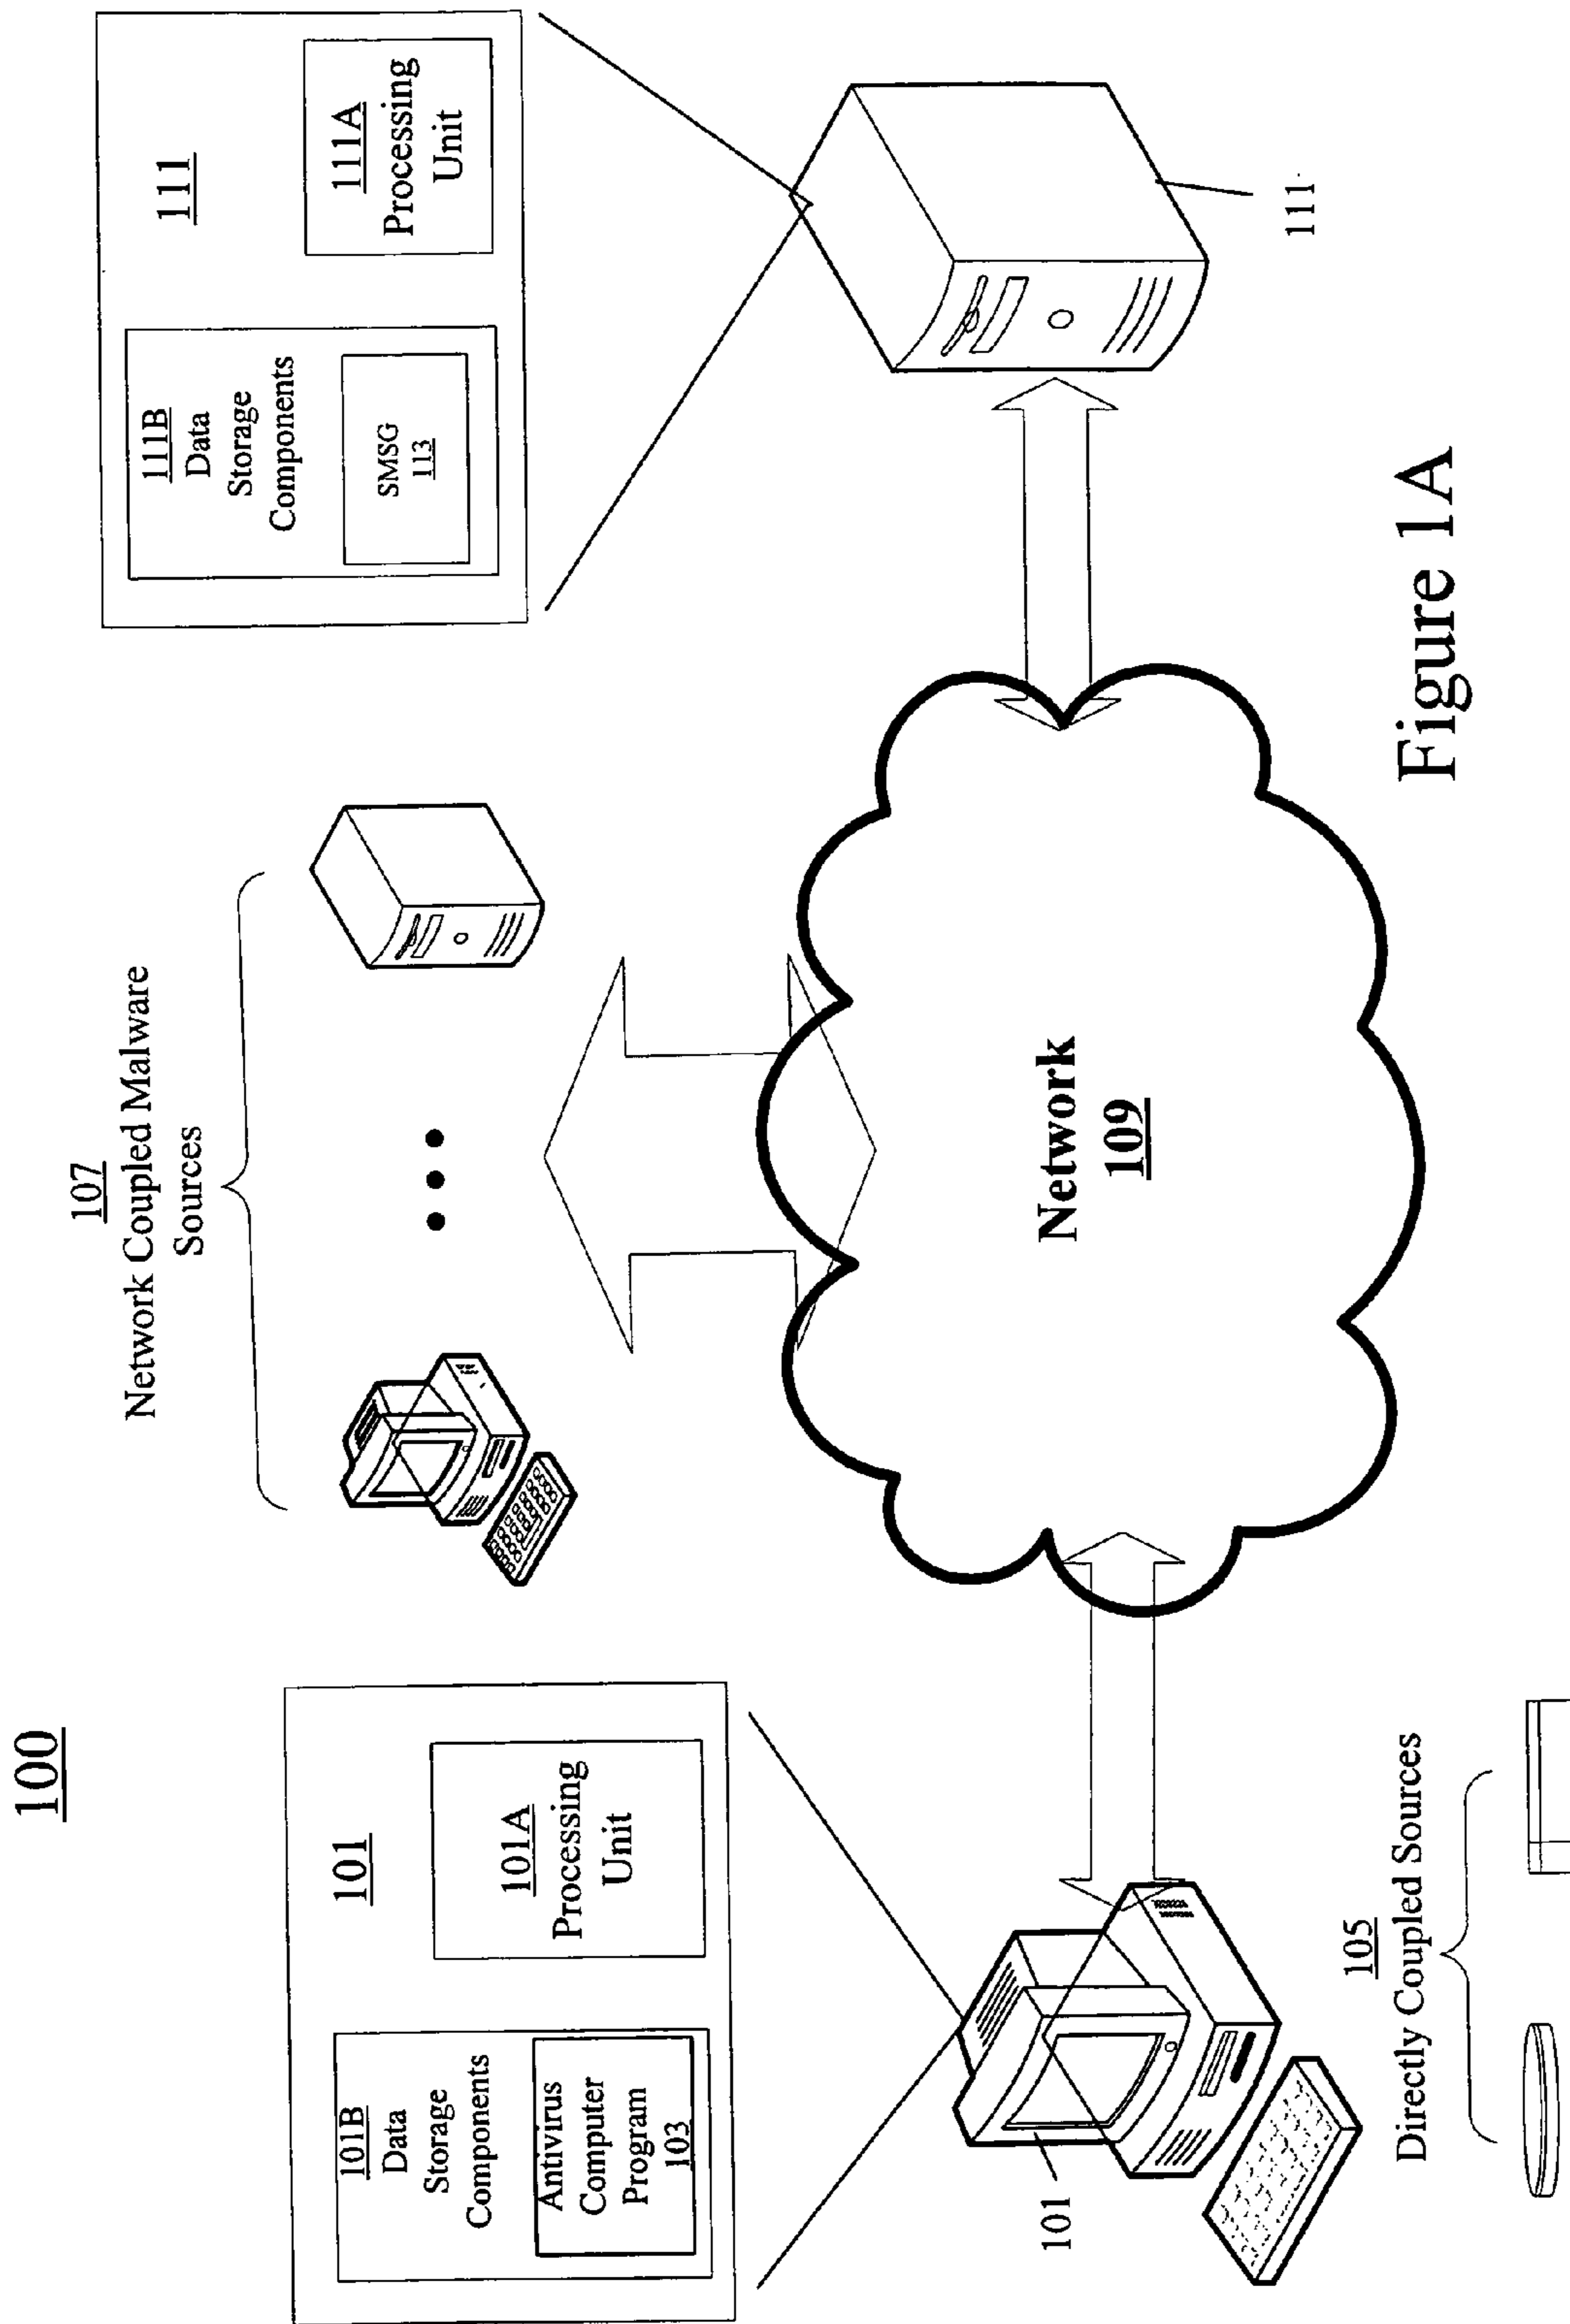 100
107
Network Coupled Malware
Sources
101
101B
Data
Storage
Components
Antivirus
Computer
Program
103
101A
Processing
Unit
111
111B
Data
Storage
Components
SMSG
113
111A
Processing
Unit
101
Network
109
111
105
Directly Coupled Sources
Figure 1A